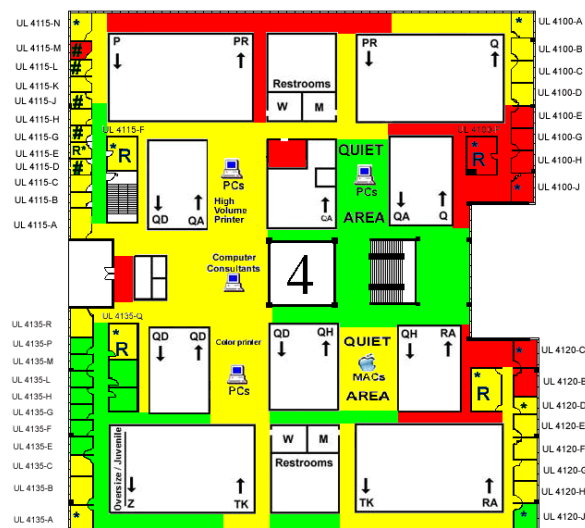 UL 4115-N
UL 4115-M
UL 4115-L
UL 4115-K
UL 4115-J
UL 4115-H
UL 4115-G
UL 4115-E
UL 4115-D
UL 4115-C
UL 4115-B
UL 4115-A
*
#
#
#
#
R*
#
UL 4115-F
R
P
PR
Restrooms
W
M
PR
Q
*
UL 4100-A
UL 4100-B
UL 4100-C
UL 4100-D
UL 4100-E
UL 4100-G
UL 4100-H
UL 4100-J
*
R
*
QD
QA
PCs
High
Volume
Printer
QA
QUIET
PCs
AREA
QA
Q
Computer
Consultants
4
UL 4135-R
UL 4135-P
UL 4135-M
UL 4135-L
UL 4135-H
UL 4135-G
UL 4135-F
UL 4135-E
UL 4135-C
UL 4135-B
UL 4135-A
*
UL 4135-Q
*
R
QD
QD
Color printer
PCs
QD
QH
QUIET
MACs
AREA
QH
RA
*
R
*
*
UL 4120-C
UL 4120-D
UL 4120-E
UL 4120-F
UL 4120-H
UL 4120-J
*
Oversize / Juvenile
Z
TK
W
M
Restrooms
TK
RA